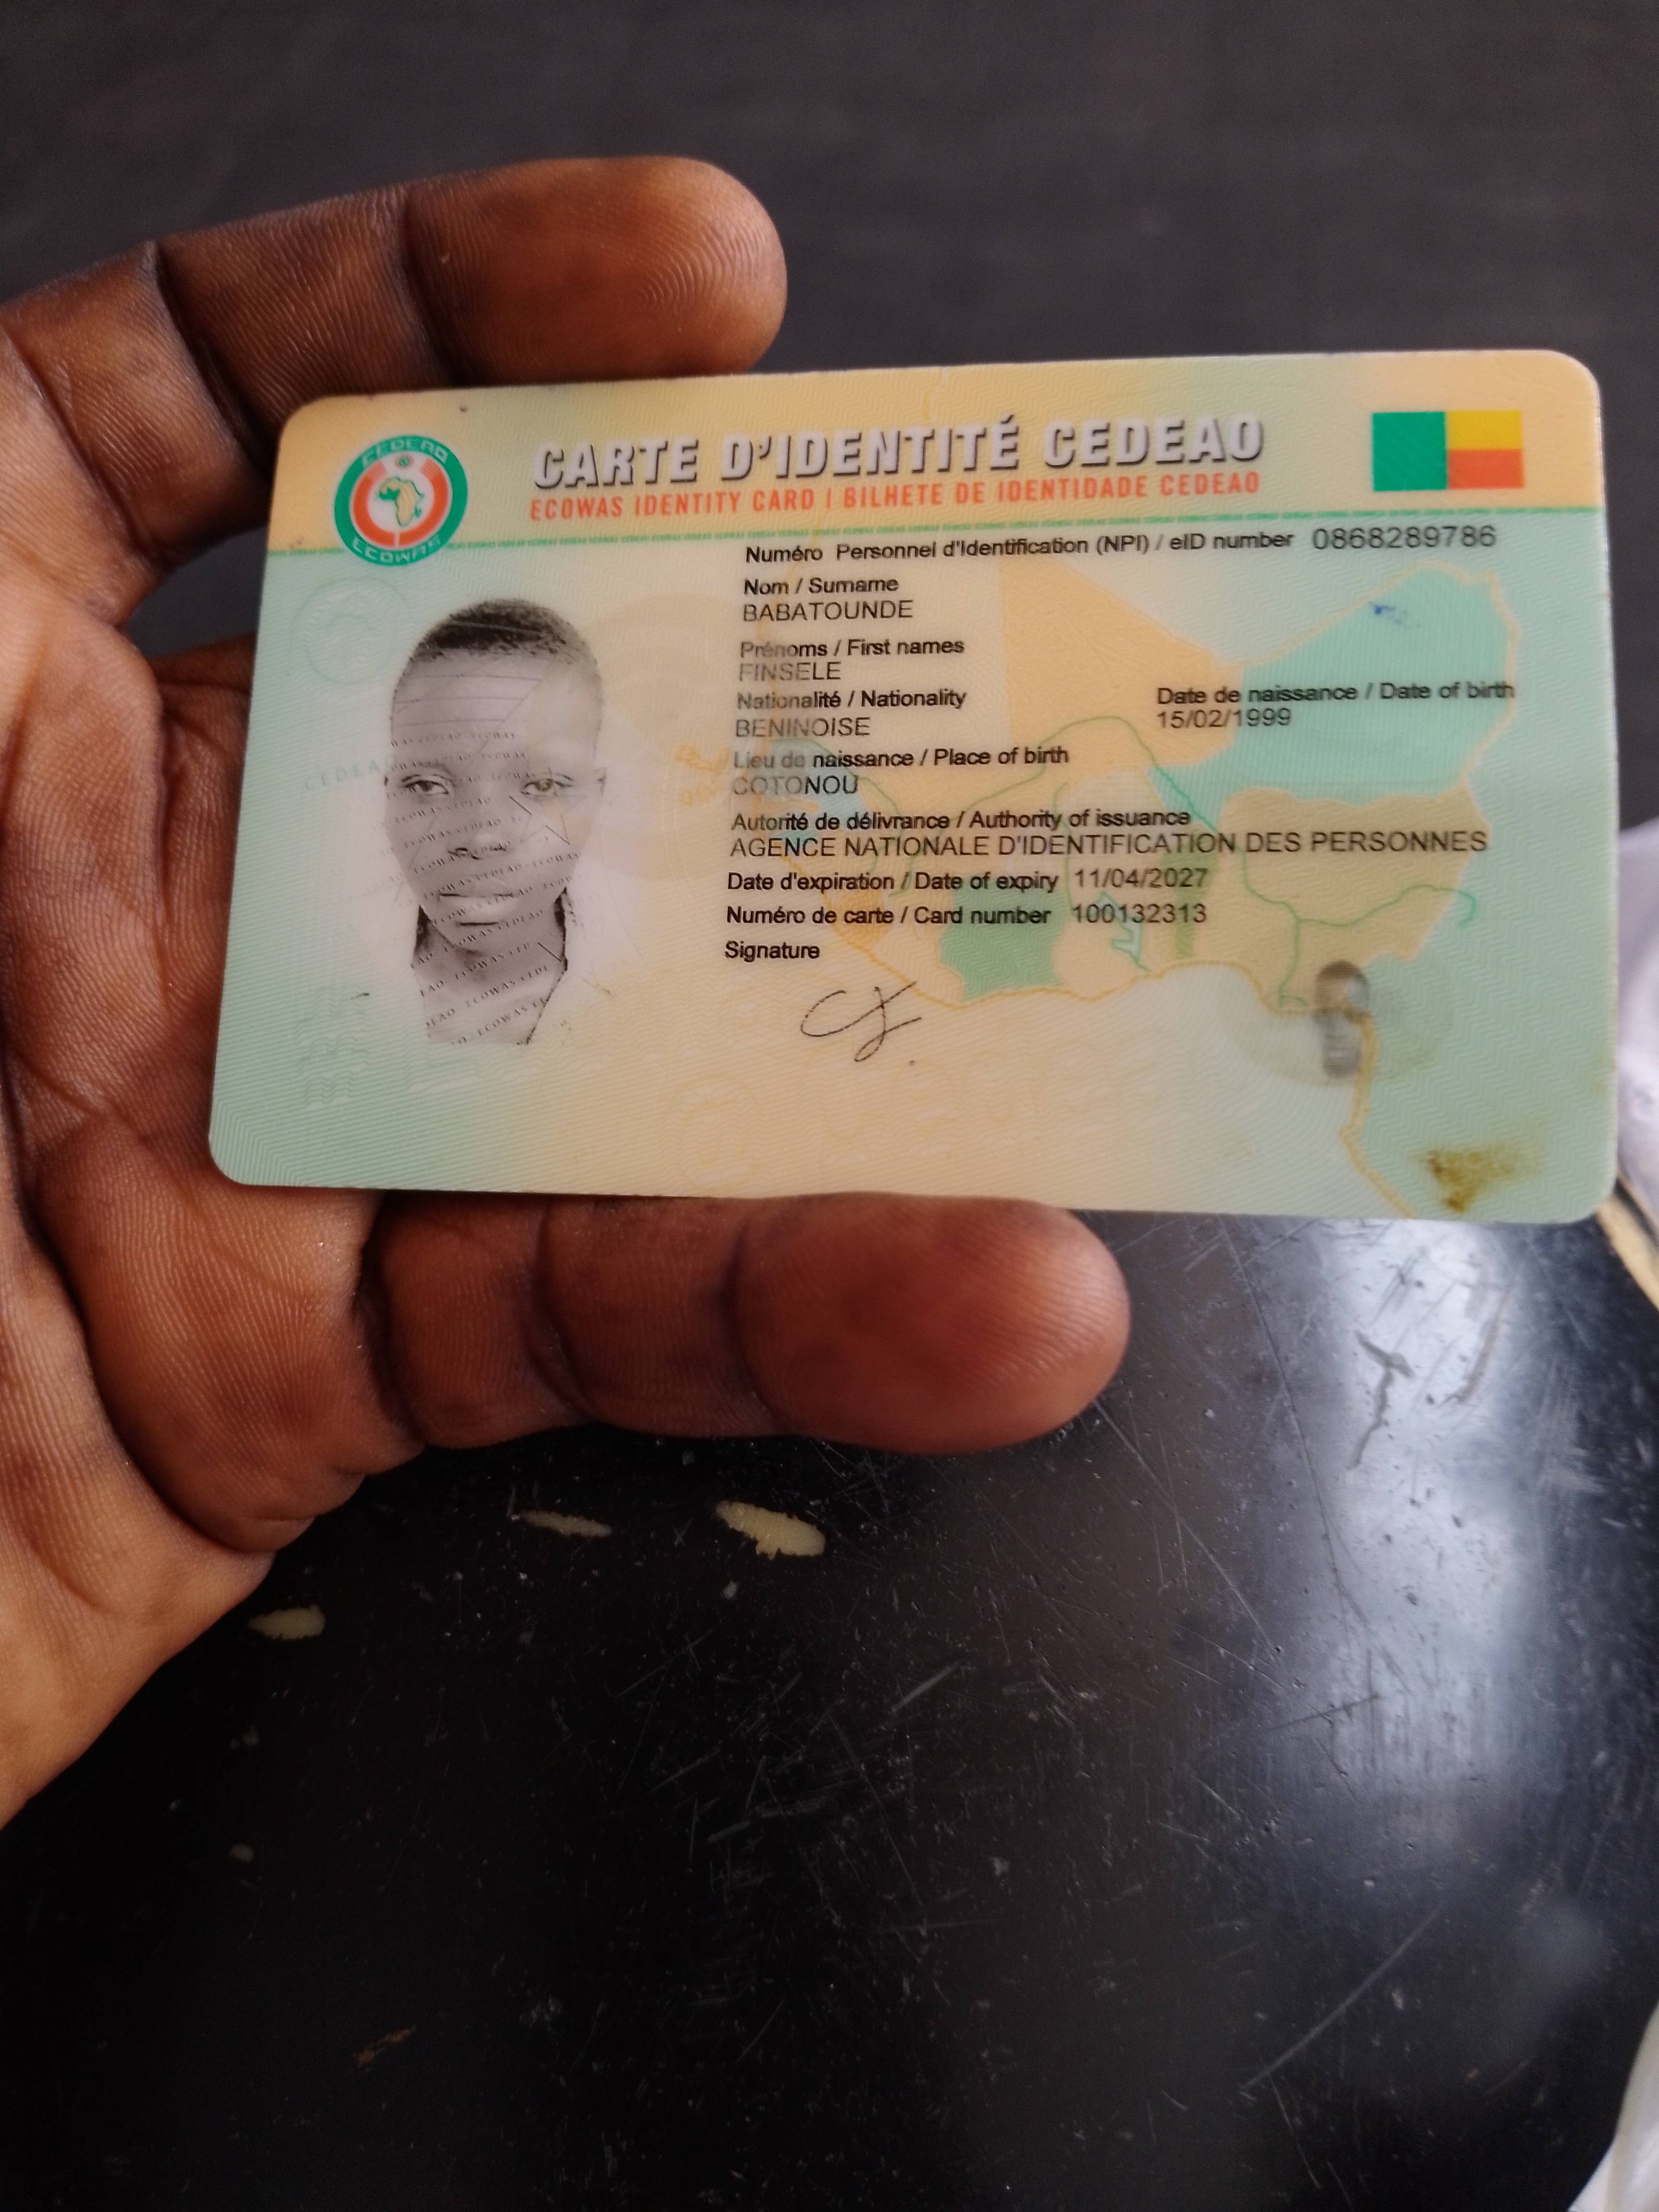 CEDEAO
ECOWAS
CARTE D'IDENTITÉ CEDEAO
ECOWAS IDENTITY CARD | BILHETE DE IDENTIDADE CEDEAO
Numéro Personnel d'Identification (NPI) / eID number 0868289786
Nom / Surname
BABATOUNDE
Prénoms / First names
FINSELE
Nationalité / Nationality
BENINOISE
Date de naissance / Date of birth
15/02/1999
Lieu de naissance / Place of birth
COTONOU
Autorité de délivrance / Authority of issuance
AGENCE NATIONALE D'IDENTIFICATION DES PERSONNES
Date d'expiration / Date of expiry 11/04/2027
Numéro de carte / Card number 100132313
Signature